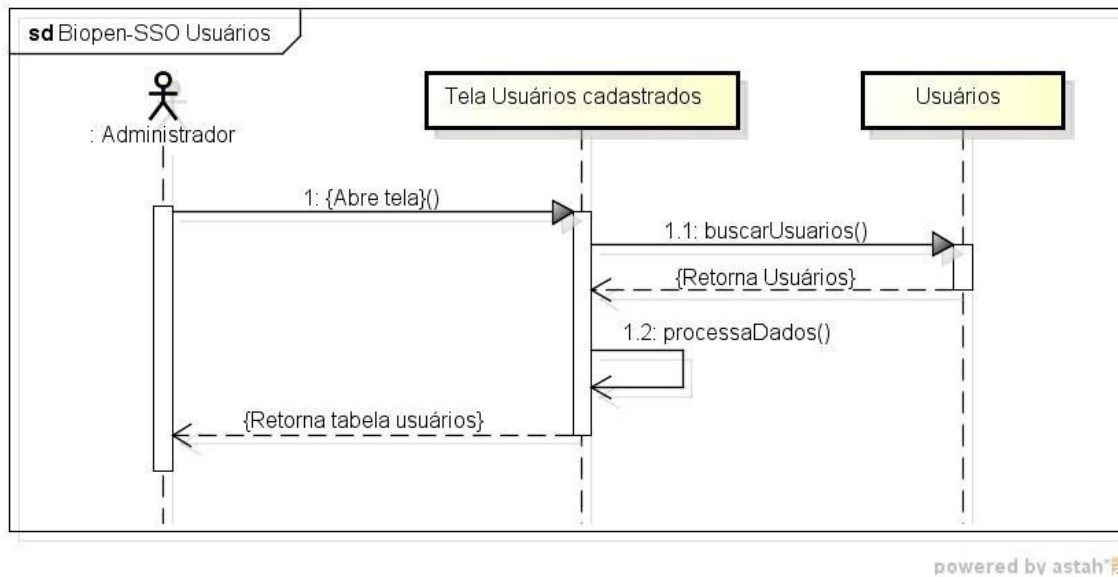 sd Biopen-SSO Usuários
: Administrador
Tela Usuários cadastrados
Usuários
1: {Abre tela}()
1.1: buscarUsuarios()
{Retorna Usuários}
1.2: processaDados()
{Retorna tabela usuários}
powered by astah